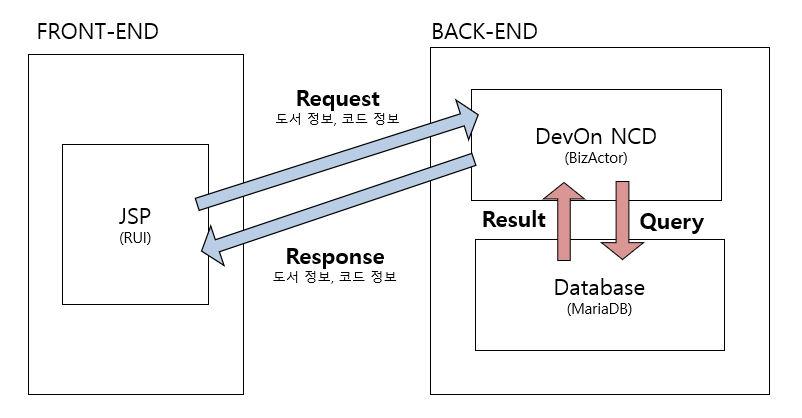 FRONT-END
BACK-END
Request
도서 정보, 코드 정보
DevOn NCD
(BizActor)
JSP
(RUI)
Result
Query
Response
도서 정보, 코드 정보
Database
(MariaDB)